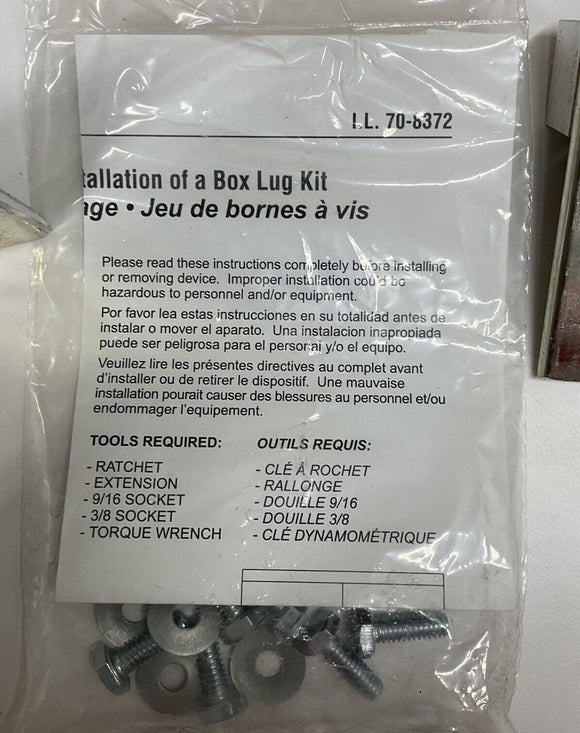 I.L. 70-8372
tallation of a Box Lug Kit
nge • Jeu de bornes à vis
Please read these instructions completely before installing
or removing device. Improper installation could be
hazardous to personnel and/or equipment.
Por favor lea estas instrucciones en su totalidad antes de
instalar o mover el aparato. Una instalacion inapropiada
puede ser peligrosa para el personal y/o el equipo.
Veuillez lire les présentes directives au complet avant
d'installer ou de retirer le dispositif. Une mauvaise
installation pourait causer des blessures au personnel et/ou
endommager l'equipement.
TOOLS REQUIRED: OUTILS REQUIS:
- RATCHET - CLÉ À ROCHET
- EXTENSION - RALLONGE
- 9/16 SOCKET - DOUILLE 9/16
- 3/8 SOCKET - DOUILLE 3/8
- TORQUE WRENCH - CLÉ DYNAMOMÉTRIQUE